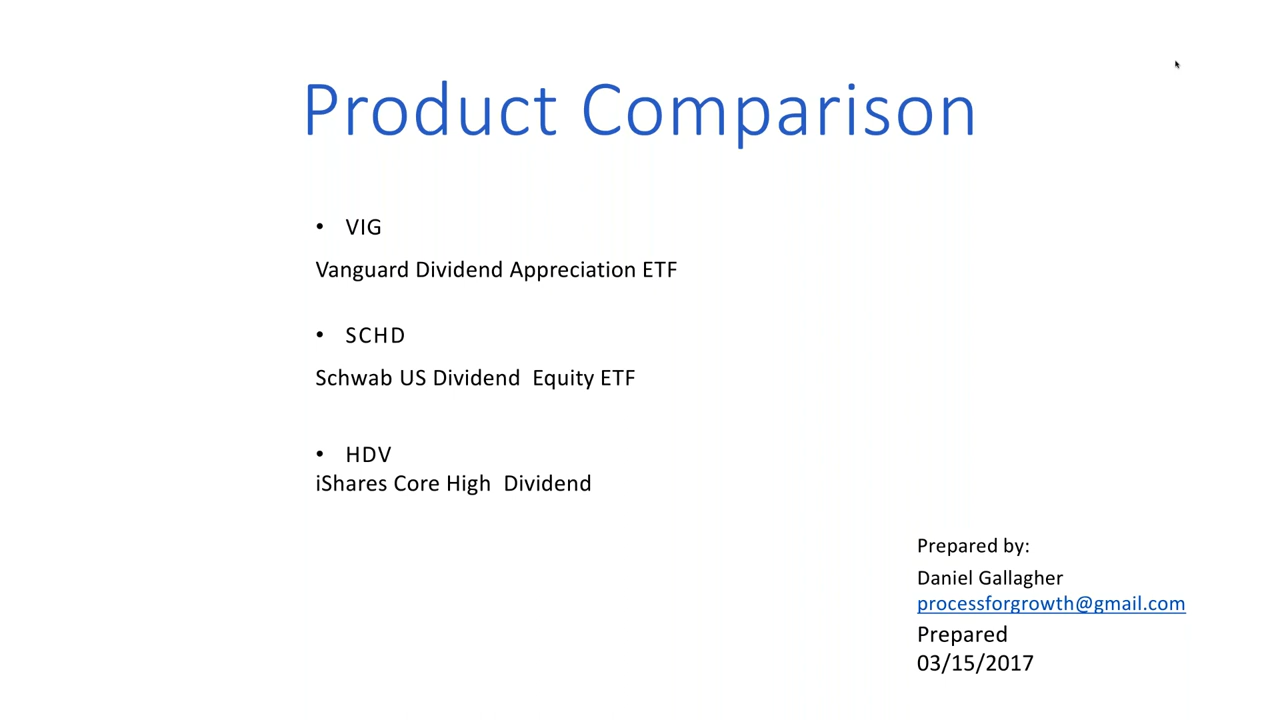 Product Comparison
• VIG
Vanguard Dividend Appreciation ETF
• SCHD
Schwab US Dividend  Equity ETF
• HDV
iShares Core High  Dividend
Prepared by:
Daniel Gallagher
processforgrowth@gmail.com
Prepared
03/15/2017